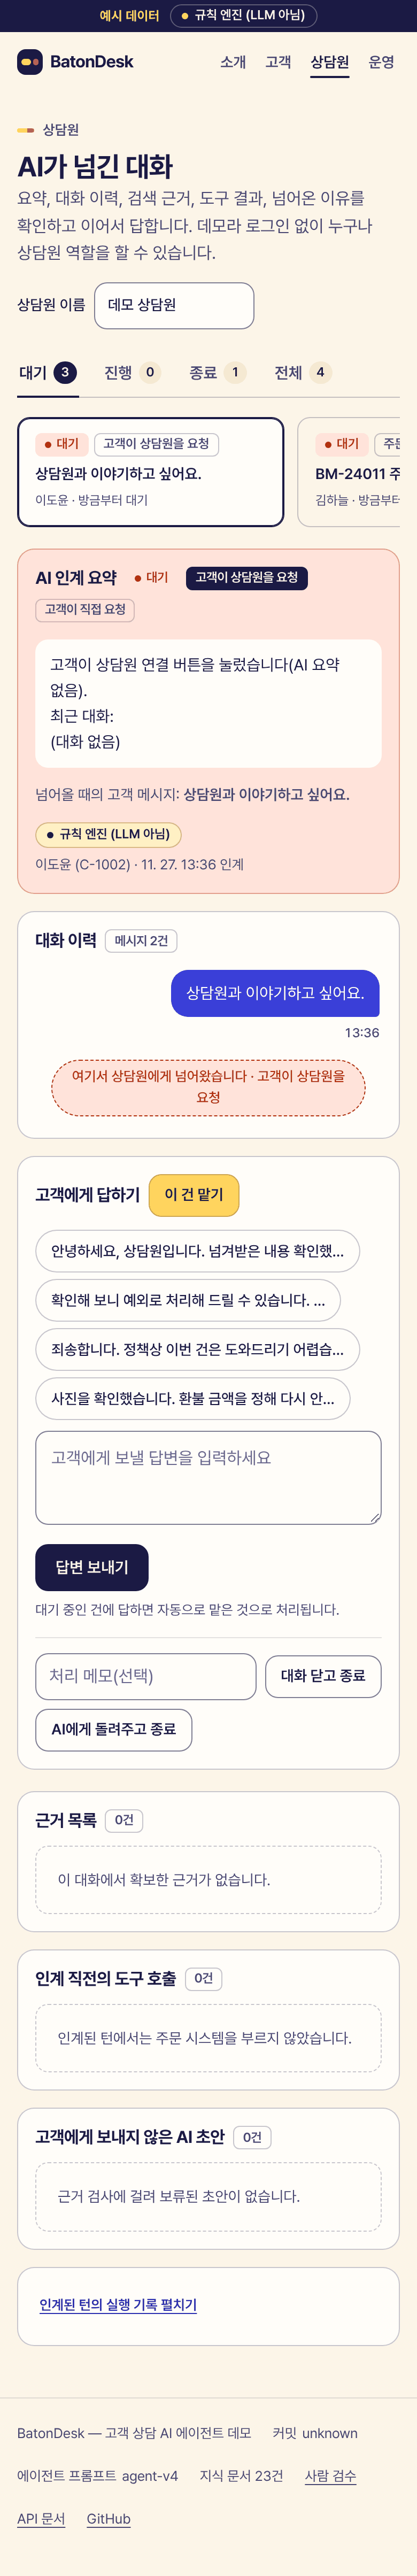 예시 데이터 규칙 엔진 (LLM 아님)
BatonDesk 소개 고객 상담원 운영
상담원
AI가 넘긴 대화
요약, 대화 이력, 검색 근거, 도구 결과, 넘어온 이유를
확인하고 이어서 답합니다. 데모라 로그인 없이 누구나
상담원 역할을 할 수 있습니다.
상담원 이름 데모 상담원
대기 3 진행 0 종료 1 전체 4
대기 고객이 상담원을 요청
상담원과 이야기하고 싶어요.
이도윤 · 방금부터 대기
대기
BM-24011 주
김하늘 · 방금부터
AI 인계 요약 대기 고객이 상담원을 요청
고객이 직접 요청
고객이 상담원 연결 버튼을 눌렀습니다(AI 요약
없음).
최근 대화:
(대화 없음)
넘어올 때의 고객 메시지: 상담원과 이야기하고 싶어요.
규칙 엔진 (LLM 아님)
이도윤 (C-1002) · 11. 27. 13:36 인계
대화 이력 메시지 2건
상담원과 이야기하고 싶어요.
13:36
여기서 상담원에게 넘어왔습니다 · 고객이 상담원을
요청
고객에게 답하기 이 건 맡기
안녕하세요, 상담원입니다. 넘겨받은 내용 확인했...
확인해 보니 예외로 처리해 드릴 수 있습니다. ...
죄송합니다. 정책상 이번 건은 도와드리기 어렵습...
사진을 확인했습니다. 환불 금액을 정해 다시 안...
고객에게 보낼 답변을 입력하세요
답변 보내기
대기 중인 건에 답하면 자동으로 맡은 것으로 처리됩니다.
처리 메모(선택) 대화 닫고 종료
AI에게 돌려주고 종료
근거 목록 0건
이 대화에서 확보한 근거가 없습니다.
인계 직전의 도구 호출 0건
인계된 턴에서는 주문 시스템을 부르지 않았습니다.
고객에게 보내지 않은 AI 초안 0건
근거 검사에 걸려 보류된 초안이 없습니다.
인계된 턴의 실행 기록 펼치기
BatonDesk — 고객 상담 AI 에이전트 데모 커밋 unknown
에이전트 프롬프트 agent-v4 지식 문서 23건 사람 검수
API 문서 GitHub